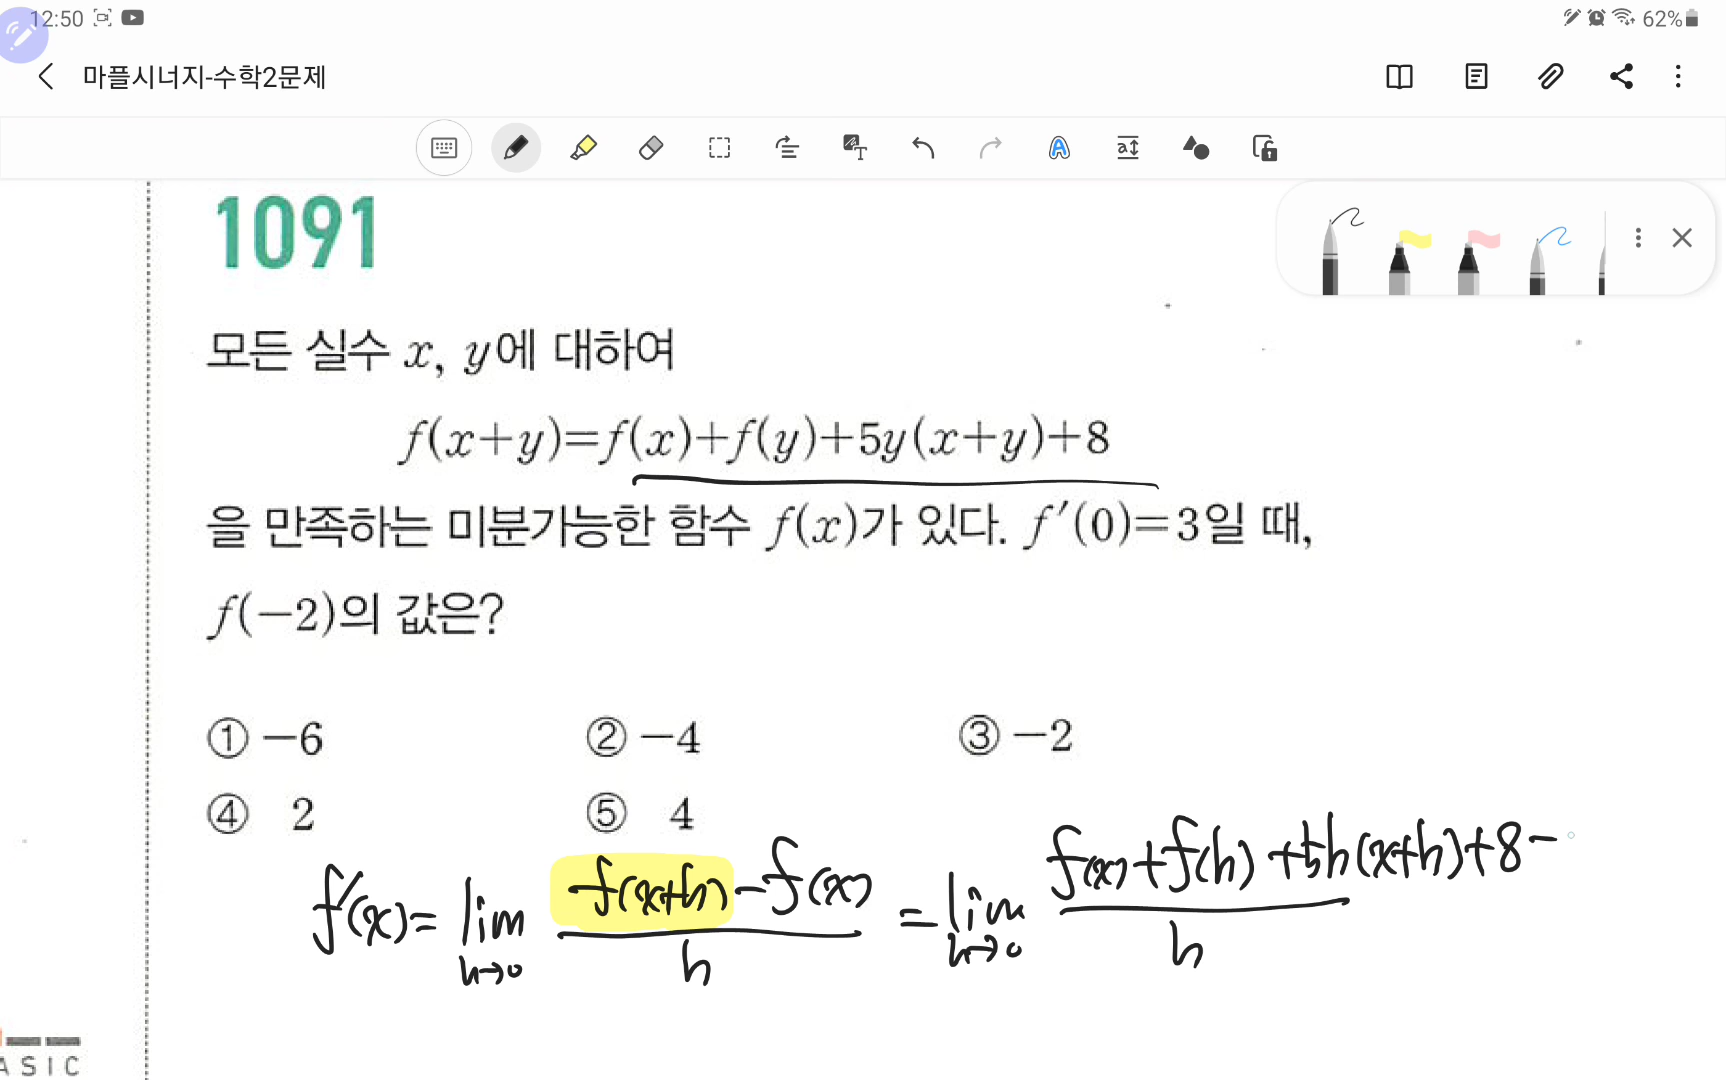 12:50
62%
마플시너지-수학2문제
1091
모든 실수 x, y에 대하여
f(x+y)=f(x)+f(y)+5y(x+y)+8
을 만족하는 미분가능한 함수 f(x)가 있다. f′(0)=3일 때,
f(−2)의 값은?
① −6 ② −4 ③ −2
④ 2 ⑤ 4
f′(x)= lim h→0 f(x+h)−f(x) / h = lim h→0 f(x)+f(h)+5h(x+h)+8− / h
ASIC